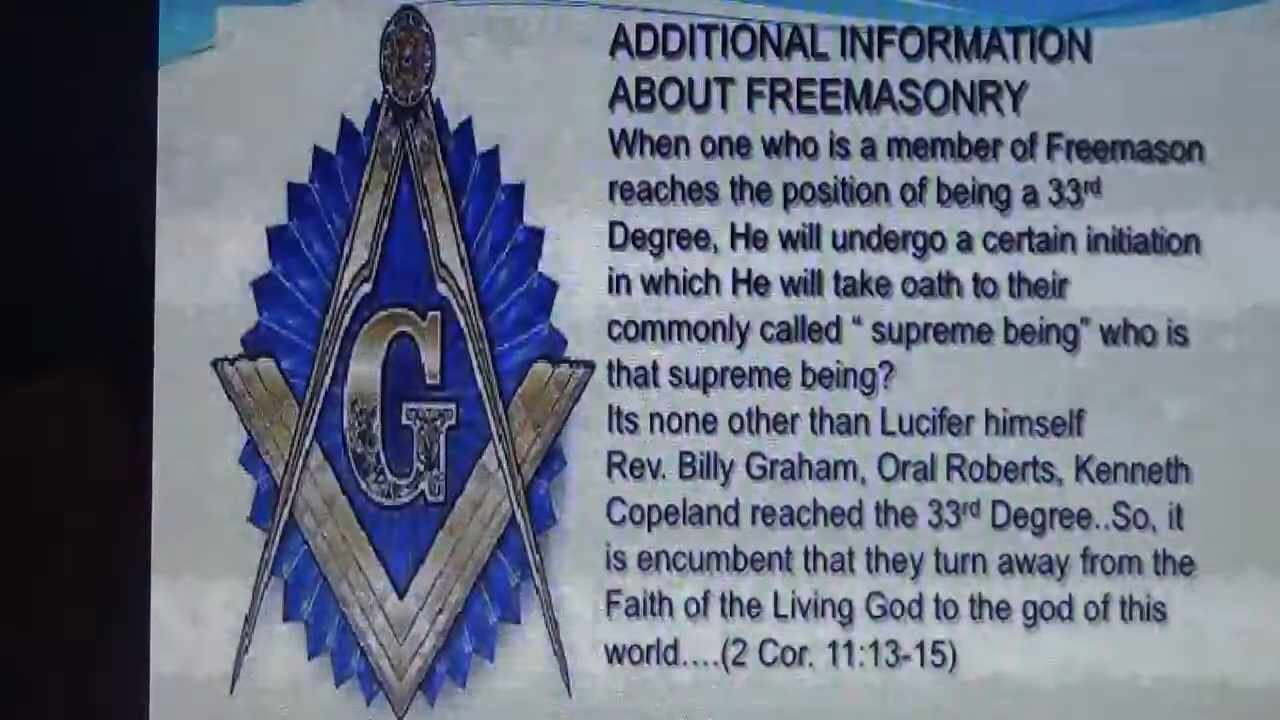 ADDITIONAL INFORMATION
ABOUT FREEMASONRY
When one who is a member of Freemason
reaches the position of being a 33rd
Degree, He will undergo a certain initiation
in which He will take oath to their
commonly called “ supreme being” who is
that supreme being?
Its none other than Lucifer himself
Rev. Billy Graham, Oral Roberts, Kenneth
Copeland reached the 33rd Degree..So, it
is encumbent that they turn away from the
Faith of the Living God to the god of this
world....(2 Cor. 11:13-15)
G